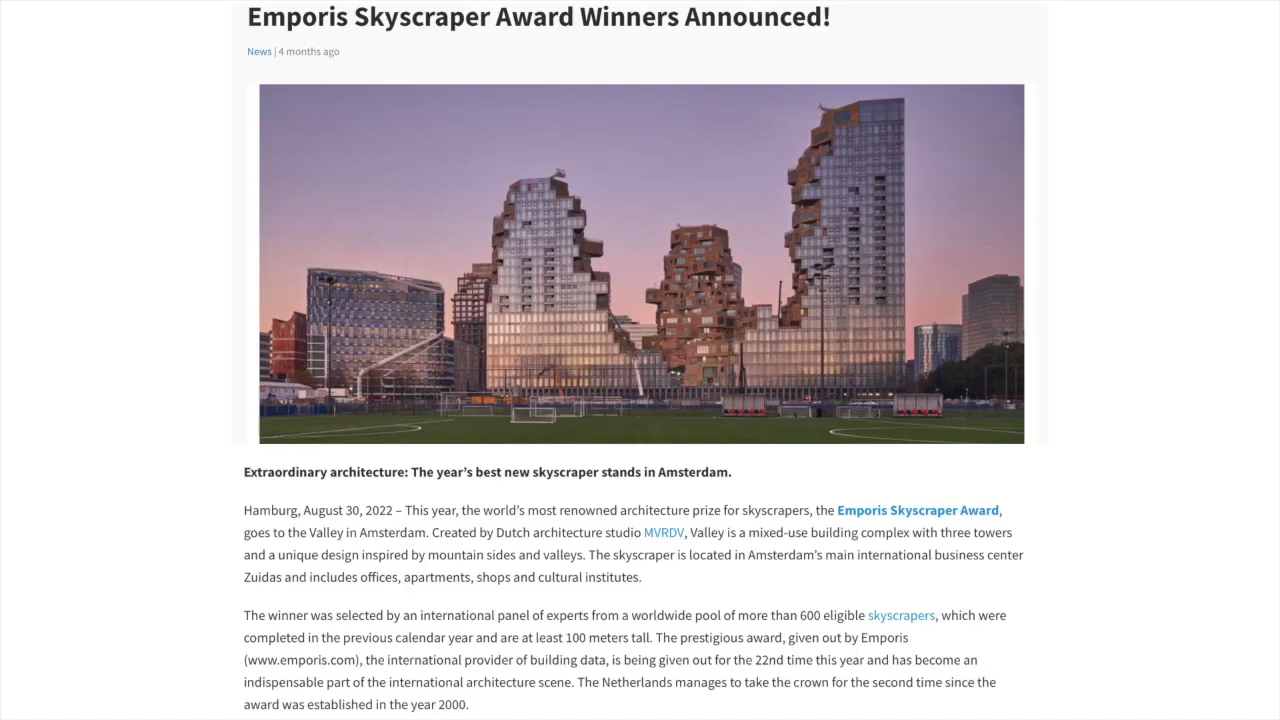 Emporis Skyscraper Award Winners Announced!
News | 4 months ago
Extraordinary architecture: The year's best new skyscraper stands in Amsterdam.
Hamburg, August 30, 2022 – This year, the world's most renowned architecture prize for skyscrapers, the Emporis Skyscraper Award,
goes to the Valley in Amsterdam. Created by Dutch architecture studio MVRDV, Valley is a mixed-use building complex with three towers
and a unique design inspired by mountain sides and valleys. The skyscraper is located in Amsterdam's main international business center
Zuidas and includes offices, apartments, shops and cultural institutes.
The winner was selected by an international panel of experts from a worldwide pool of more than 600 eligible skyscrapers, which were
completed in the previous calendar year and are at least 100 meters tall. The prestigious award, given out by Emporis
(www.emporis.com), the international provider of building data, is being given out for the 22nd time this year and has become an
indispensable part of the international architecture scene. The Netherlands manages to take the crown for the second time since the
award was established in the year 2000.